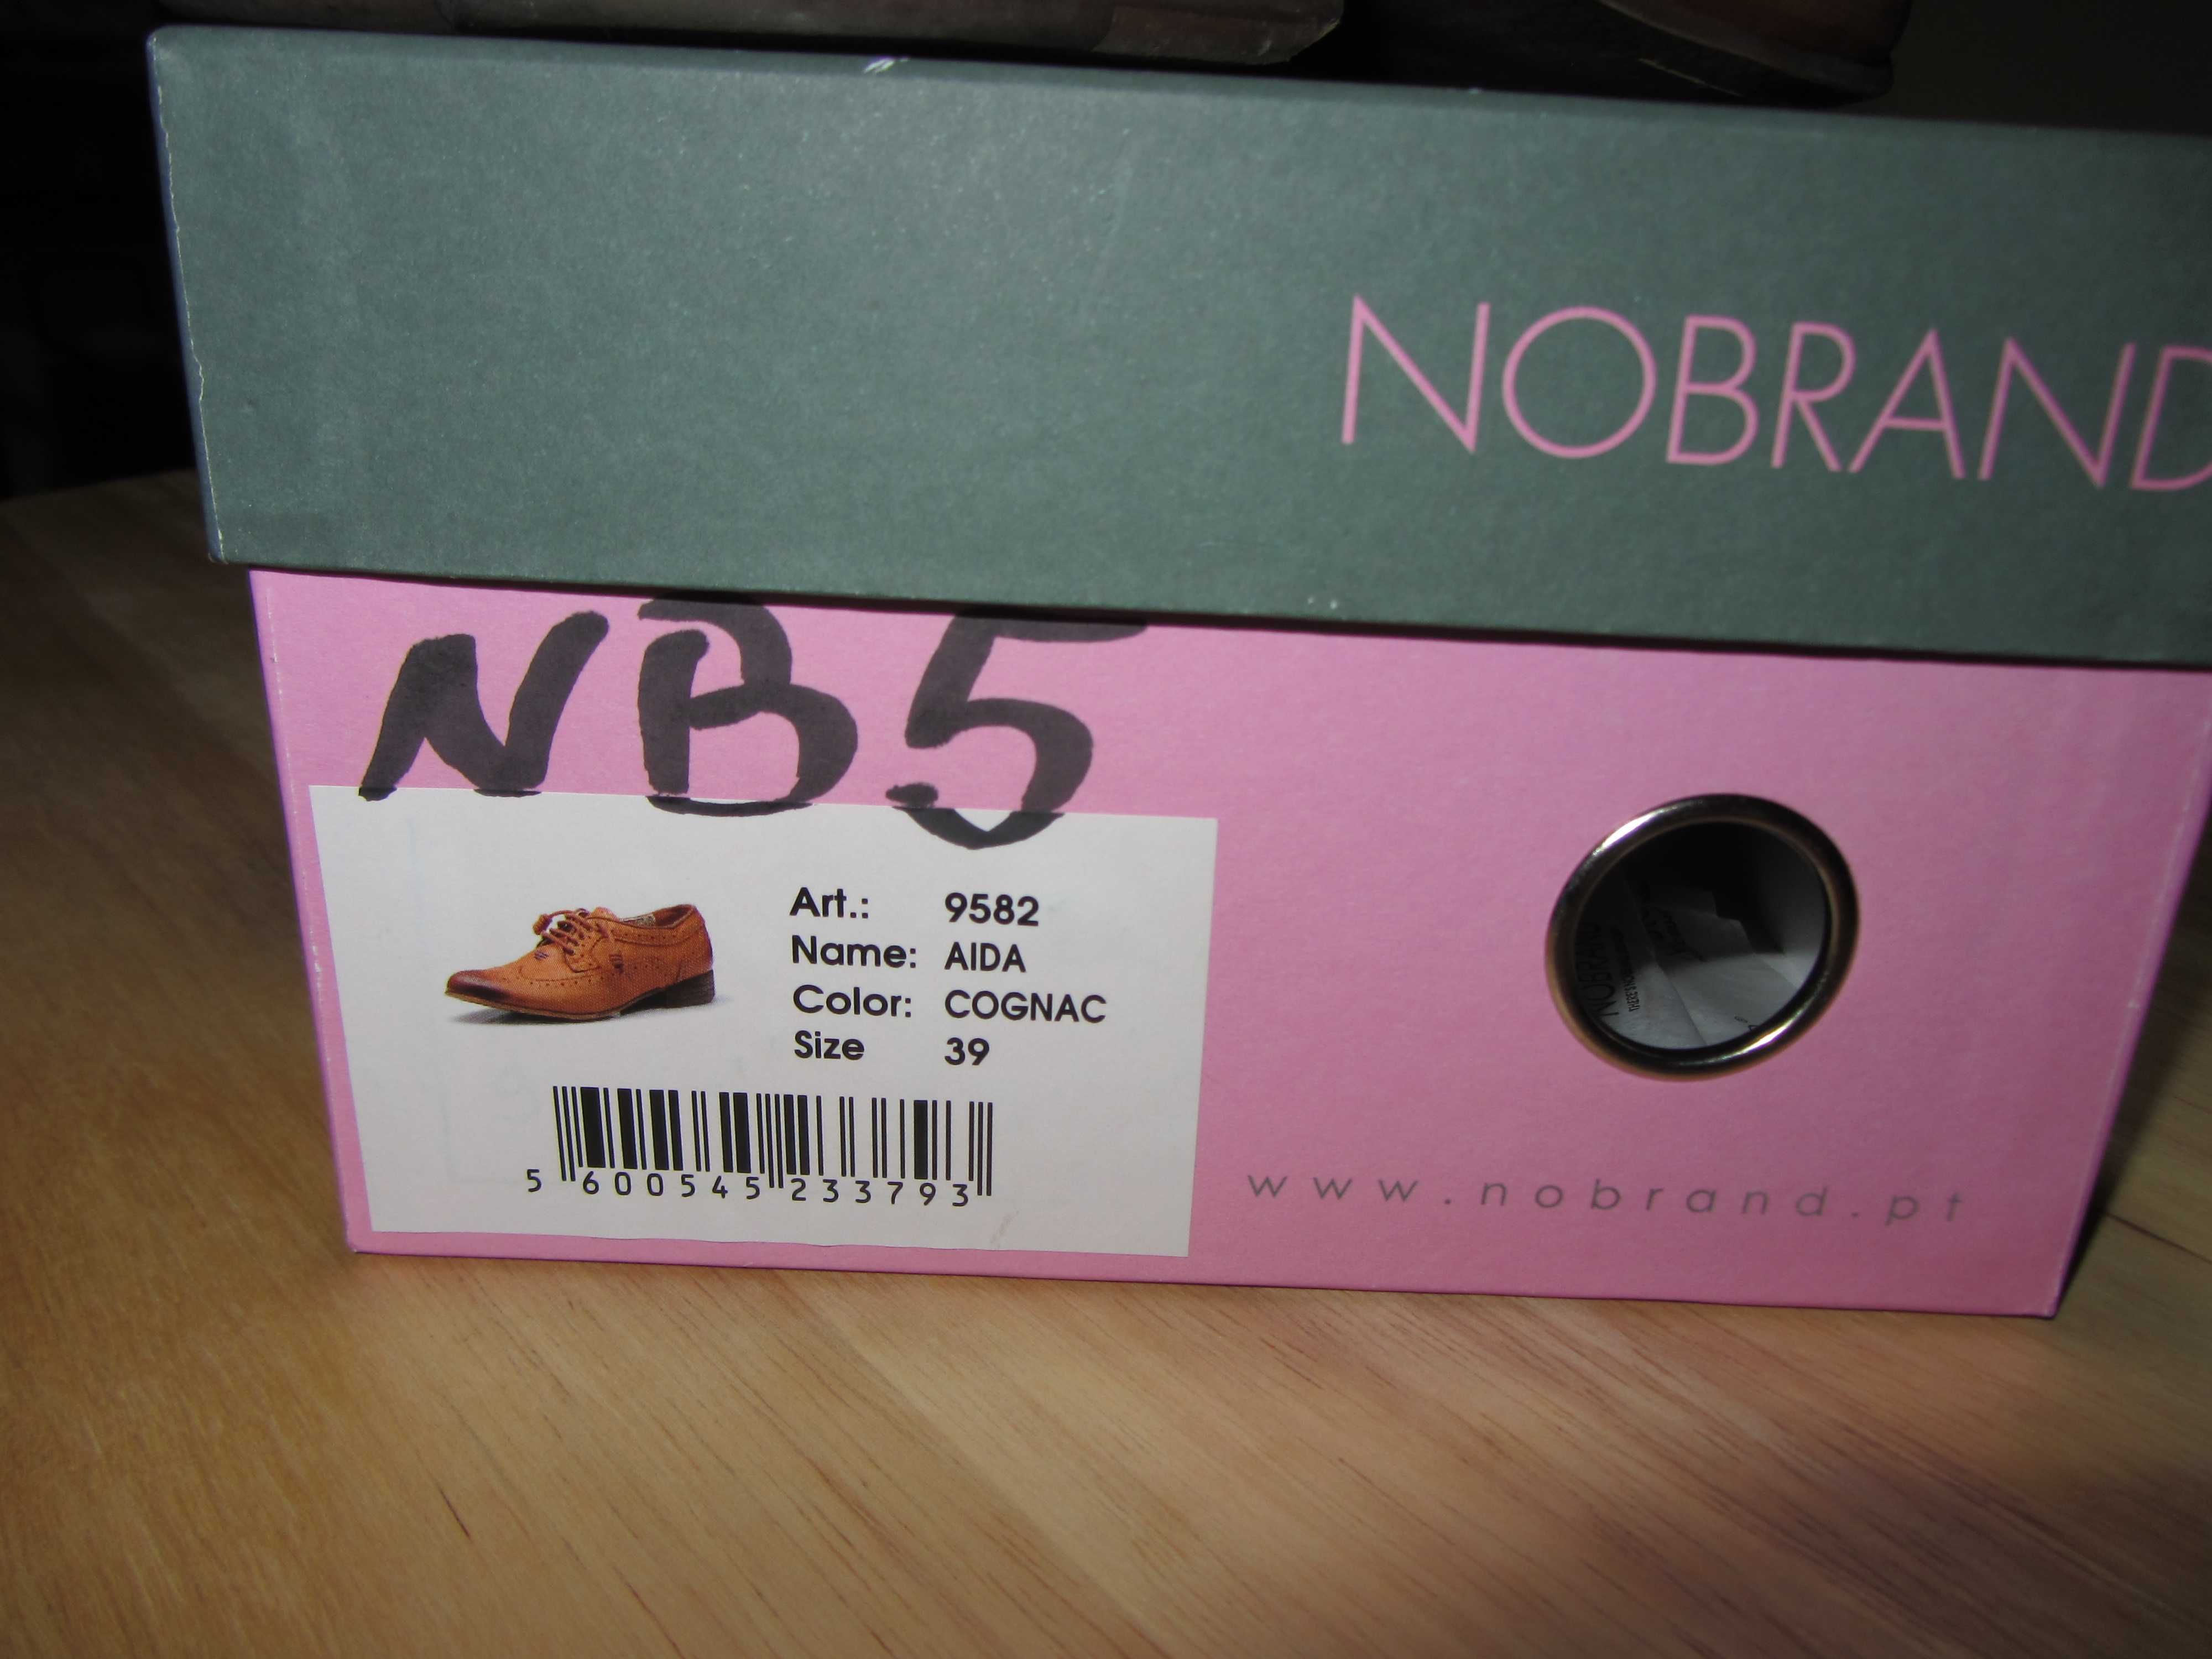 NOBRAND
NB5
Art.: 9582
Name: AIDA
Color: COGNAC
Size 39
5 600545 233793
www.nobrand.pt